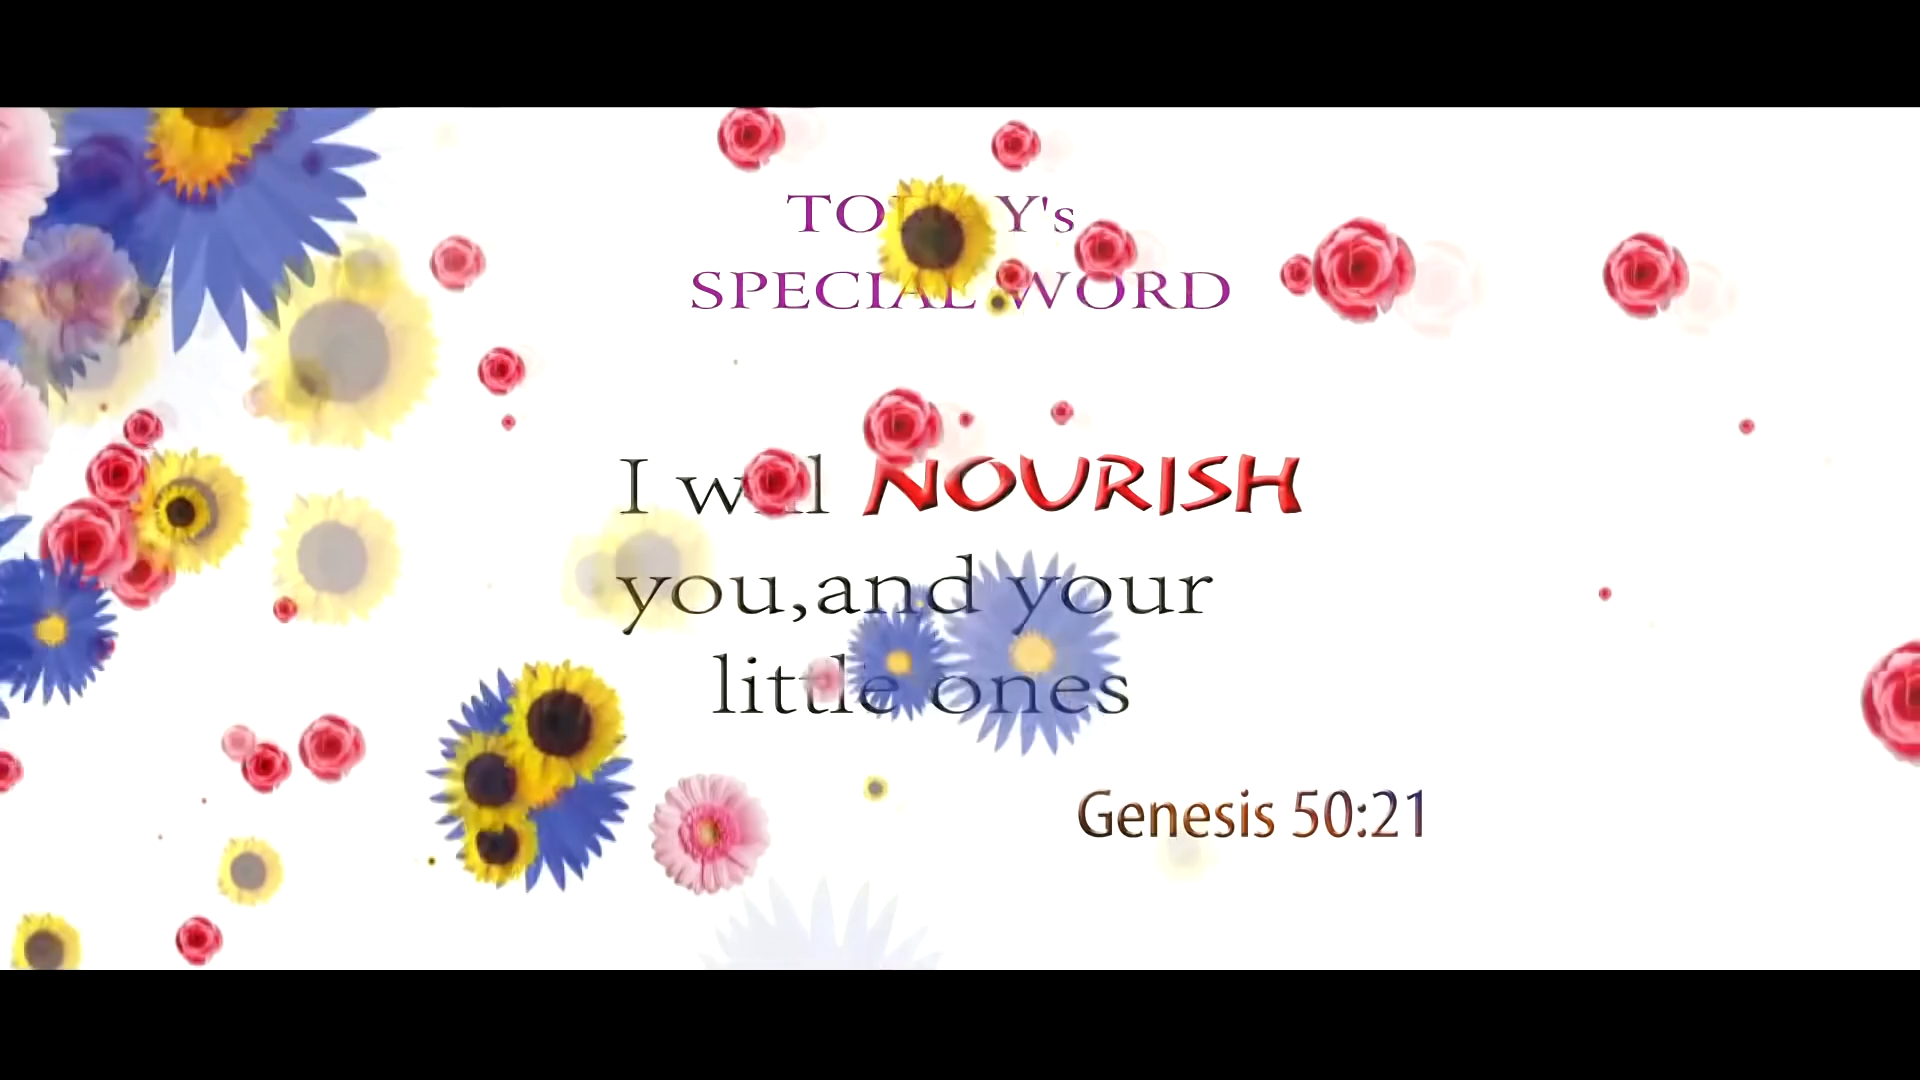 TODAY's
SPECIAL WORD
I will NOURISH
you,and your
little ones
Genesis 50:21